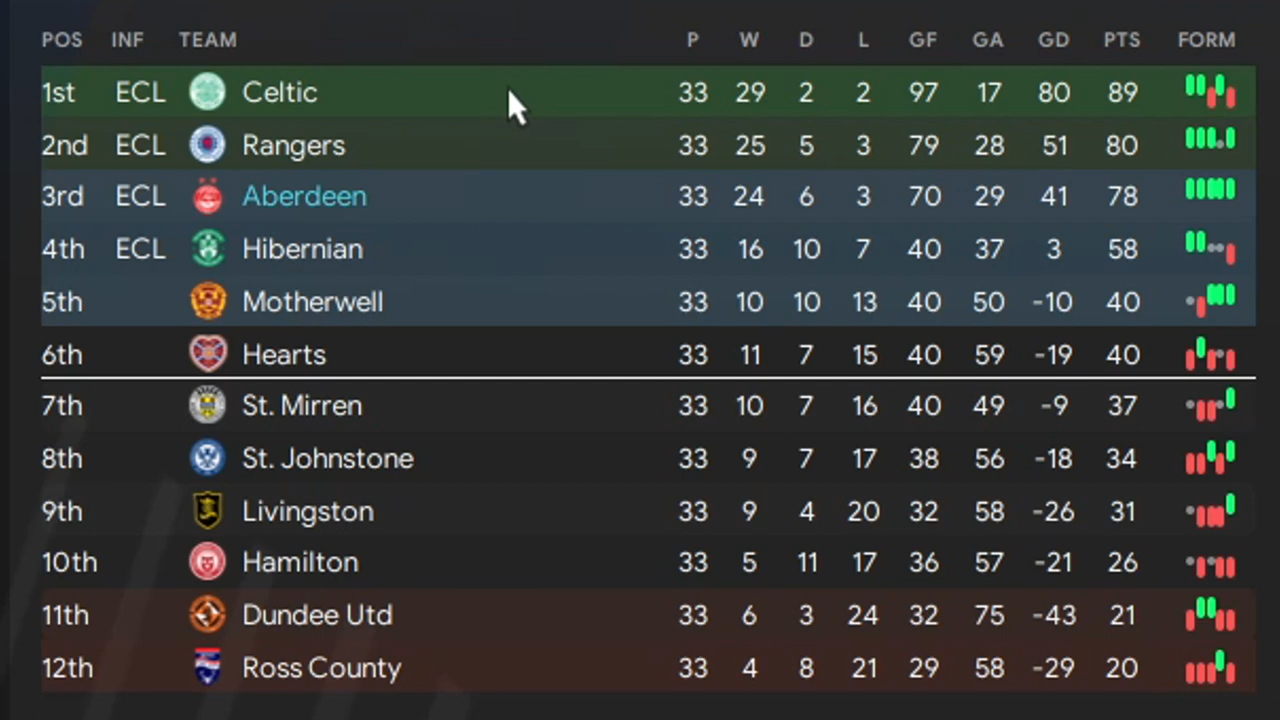 POS INF TEAM P W D L GF GA GD PTS FORM
1st ECL Celtic 33 29 2 2 97 17 80 89
2nd ECL Rangers 33 25 5 3 79 28 51 80
3rd ECL Aberdeen 33 24 6 3 70 29 41 78
4th ECL Hibernian 33 16 10 7 40 37 3 58
5th Motherwell 33 10 10 13 40 50 -10 40
6th Hearts 33 11 7 15 40 59 -19 40
7th St. Mirren 33 10 7 16 40 49 -9 37
8th St. Johnstone 33 9 7 17 38 56 -18 34
9th Livingston 33 9 4 20 32 58 -26 31
10th Hamilton 33 5 11 17 36 57 -21 26
11th Dundee Utd 33 6 3 24 32 75 -43 21
12th Ross County 33 4 8 21 29 58 -29 20